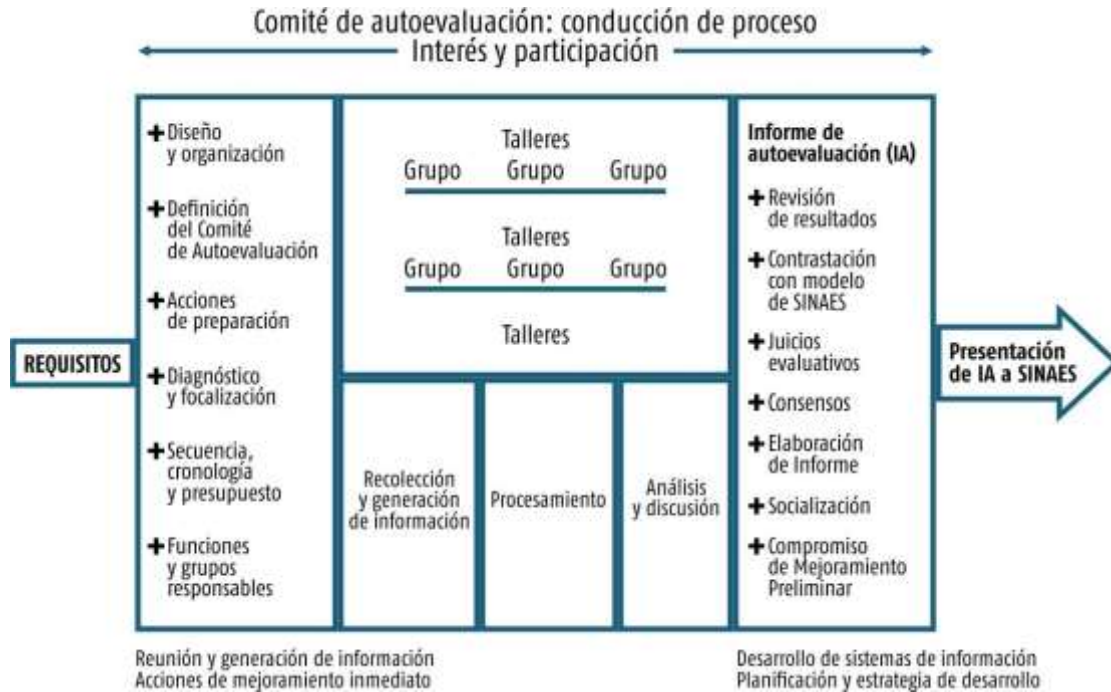 Comité de autoevaluación: conducción de proceso
Interés y participación
REQUISITOS
+ Diseño
y organización
+ Definición
del Comité
de Autoevaluación
+ Acciones
de preparación
+ Diagnóstico
y focalización
+ Secuencia,
cronología
y presupuesto
+ Funciones
y grupos
responsables
Talleres
Grupo Grupo Grupo
Talleres
Grupo Grupo Grupo
Talleres
Recolección
y generación
de información
Procesamiento
Análisis
y discusión
Informe de
autoevaluación (IA)
+ Revisión
de resultados
+ Contrastación
con modelo
de SINAES
+ Juicios
evaluativos
+ Consensos
+ Elaboración
de Informe
+ Socialización
+ Compromiso
de Mejoramiento
Preliminar
Presentación
de IA a SINAES
Reunión y generación de información
Acciones de mejoramiento inmediato
Desarrollo de sistemas de información
Planificación y estrategia de desarrollo